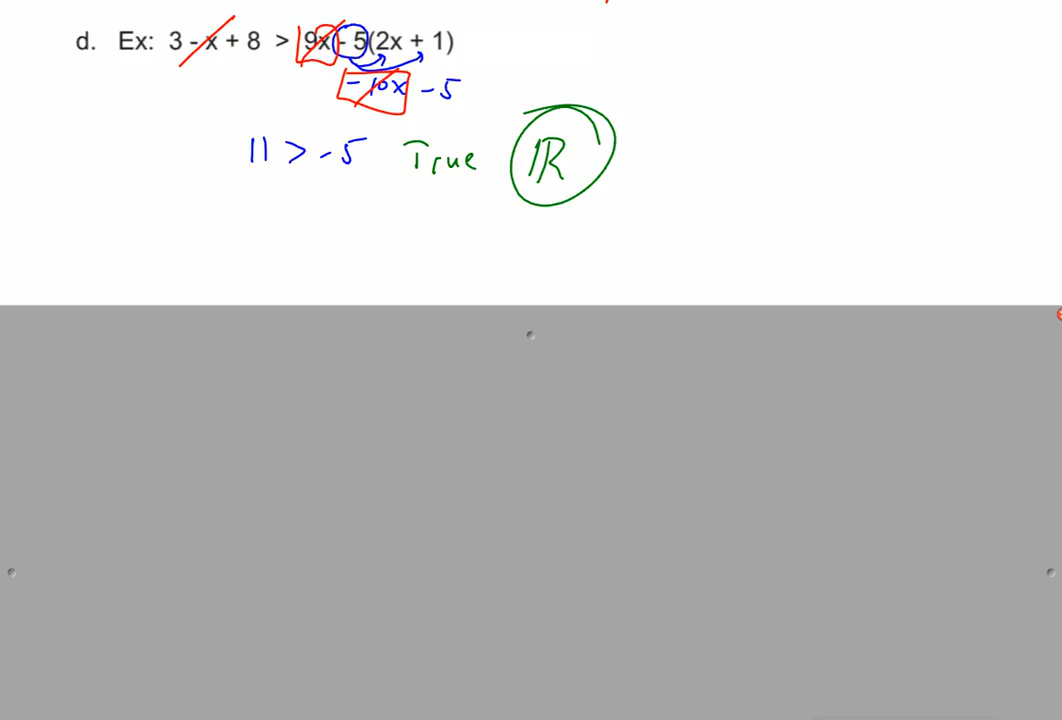 d. Ex: 3 - x + 8 > 9x - 5(2x + 1)
- 10x - 5
11 > - 5 True ℝ